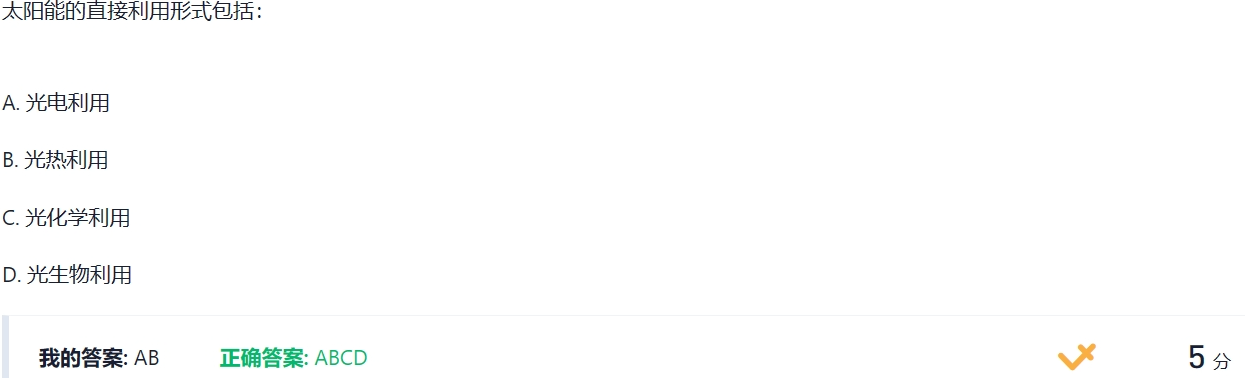 太阳能的直接利用形式包括：
A. 光电利用
B. 光热利用
C. 光化学利用
D. 光生物利用
我的答案: AB 正确答案: ABCD 5 分